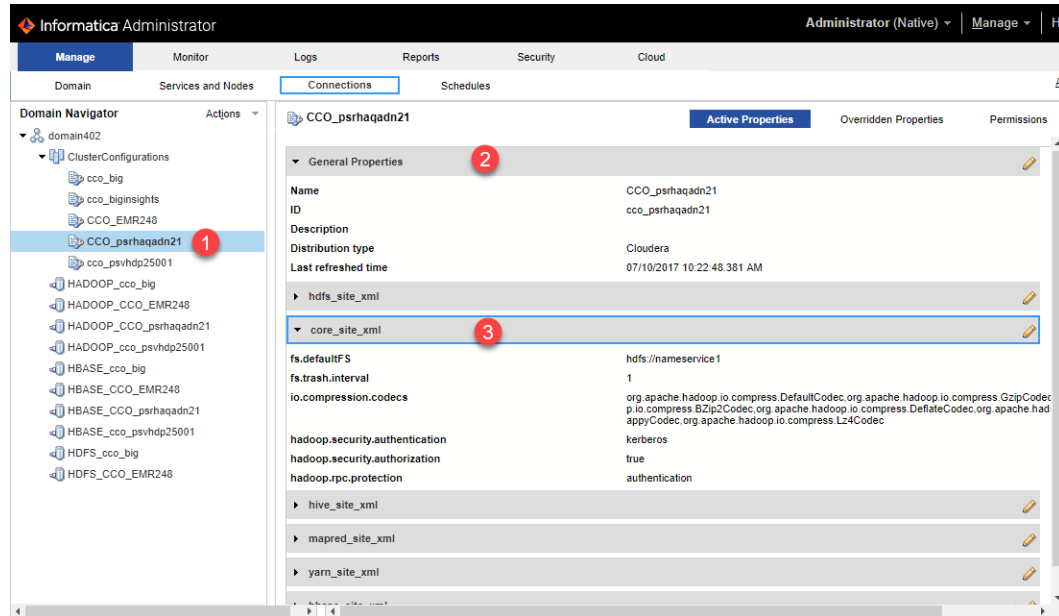 Informatica Administrator
Administrator (Native) Manage
Manage Monitor Logs Reports Security Cloud
Domain Services and Nodes Connections Schedules
Domain Navigator Actions
domain402
ClusterConfigurations
cco_big
cco_biginsights
CCO_EMR248
CCO_psrhaqadn21 1
cco_psvhdp25001
HADOOP_cco_big
HADOOP_CCO_EMR248
HADOOP_CCO_psrhaqadn21
HADOOP_cco_psvhdp25001
HBASE_cco_big
HBASE_CCO_EMR248
HBASE_CCO_psrhaqadn21
HBASE_cco_psvhdp25001
HDFS_cco_big
HDFS_CCO_EMR248
CCO_psrhaqadn21 Active Properties Overridden Properties Permissions
General Properties 2
Name CCO_psrhaqadn21
ID cco_psrhaqadn21
Description
Distribution type Cloudera
Last refreshed time 07/10/2017 10:22:48.381 AM
hdfs_site_xml
core_site_xml 3
fs.defaultFS hdfs://nameservice1
fs.trash.interval 1
io.compression.codecs org.apache.hadoop.io.compress.DefaultCodec,org.apache.hadoop.io.compress.GzipCodec
p.io.compress.BZip2Codec,org.apache.hadoop.io.compress.DeflateCodec,org.apache.had
appyCodec,org.apache.hadoop.io.compress.Lz4Codec
hadoop.security.authentication kerberos
hadoop.security.authorization true
hadoop.rpc.protection authentication
hive_site_xml
mapred_site_xml
yarn_site_xml